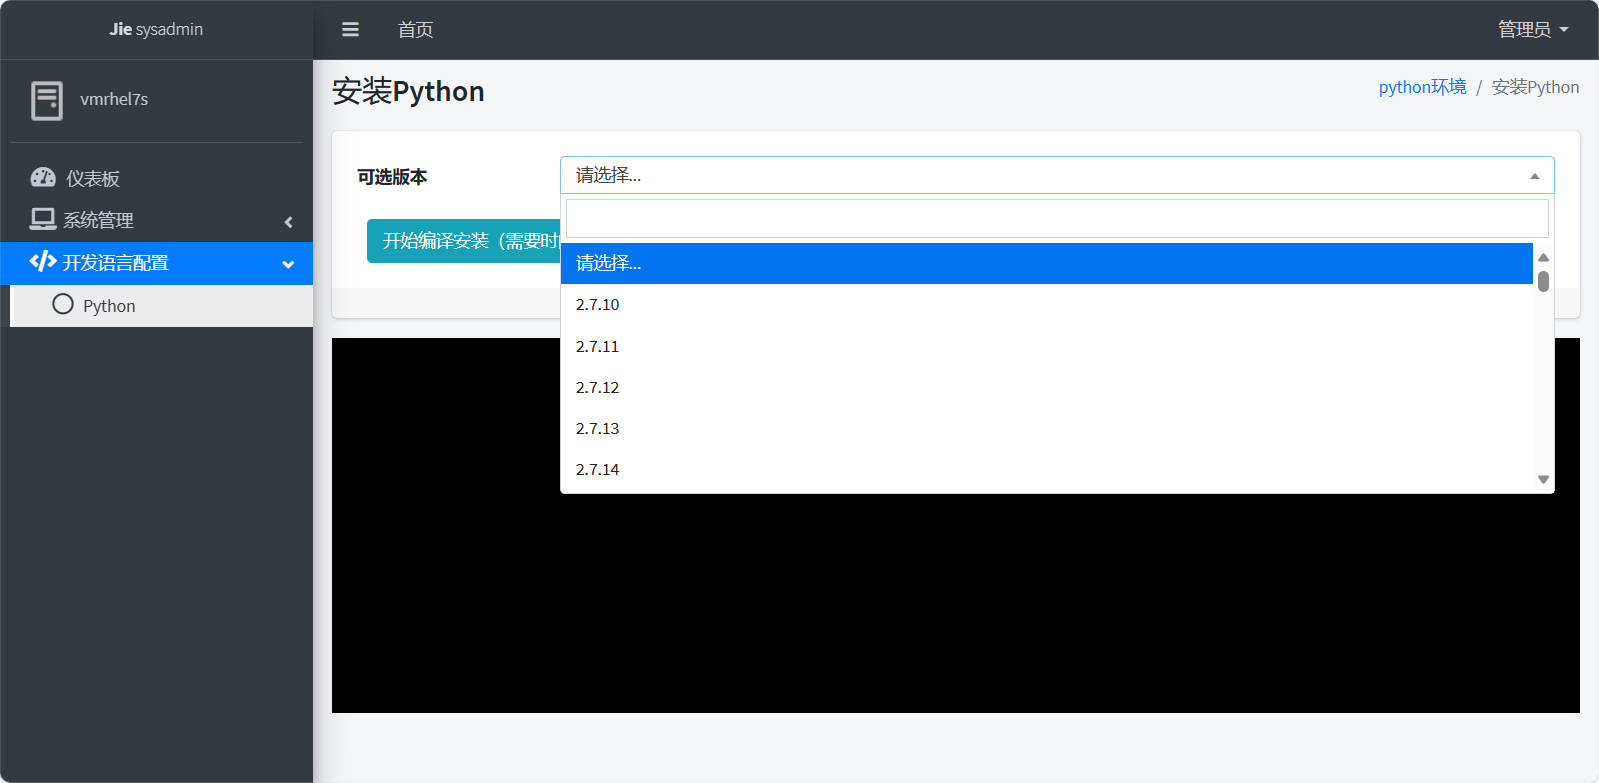 Jie sysadmin
首页
管理员
vmrhel7s
仪表板
系统管理
开发语言配置
Python
安装Python
python环境 / 安装Python
可选版本
请选择...
开始编译安装（需要时
请选择...
2.7.10
2.7.11
2.7.12
2.7.13
2.7.14